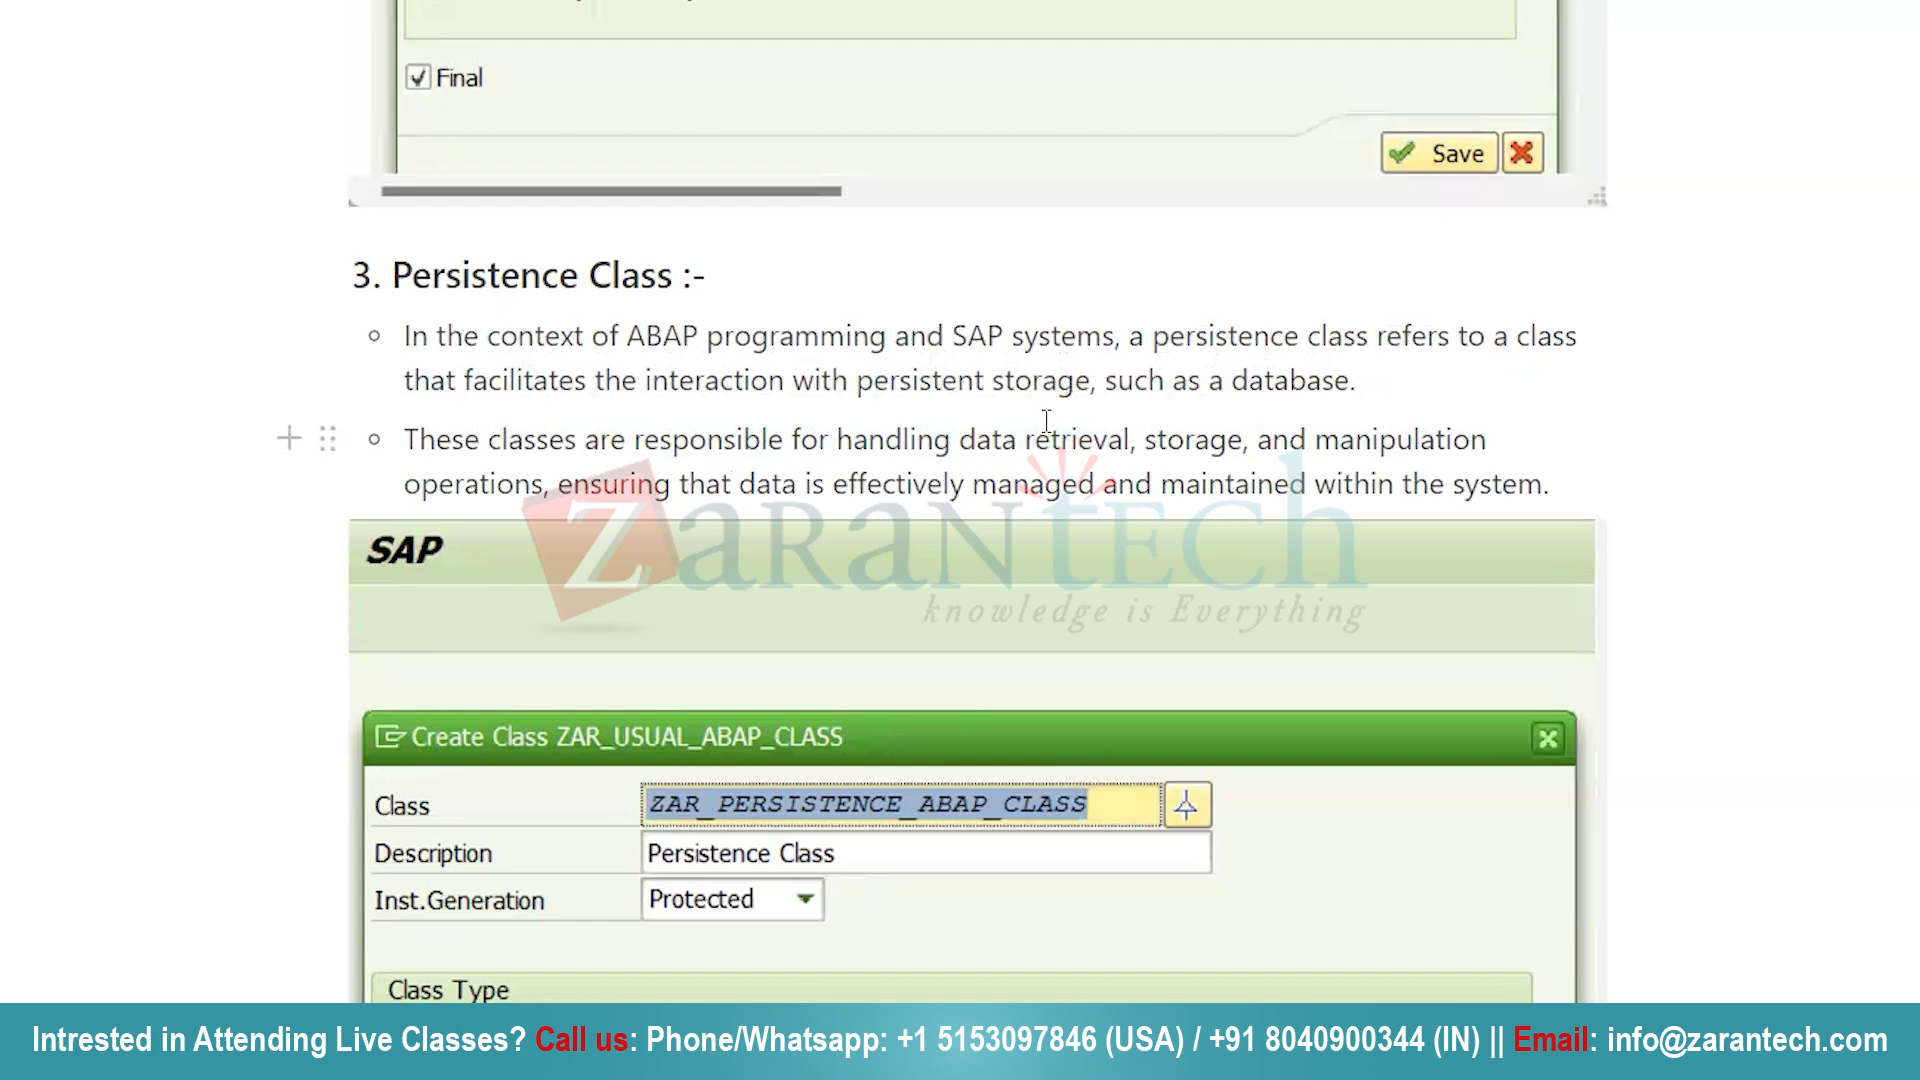 Final
Save
3. Persistence Class :-
In the context of ABAP programming and SAP systems, a persistence class refers to a class
that facilitates the interaction with persistent storage, such as a database.
These classes are responsible for handling data retrieval, storage, and manipulation
operations, ensuring that data is effectively managed and maintained within the system.
SAP
ZaranTech
knowledge is Everything
Create Class ZAR_USUAL_ABAP_CLASS
Class ZAR_PERSISTENCE_ABAP_CLASS
Description Persistence Class
Inst.Generation Protected
Class Type
Intrested in Attending Live Classes? Call us: Phone/Whatsapp: +1 5153097846 (USA) / +91 8040900344 (IN) || Email: info@zarantech.com